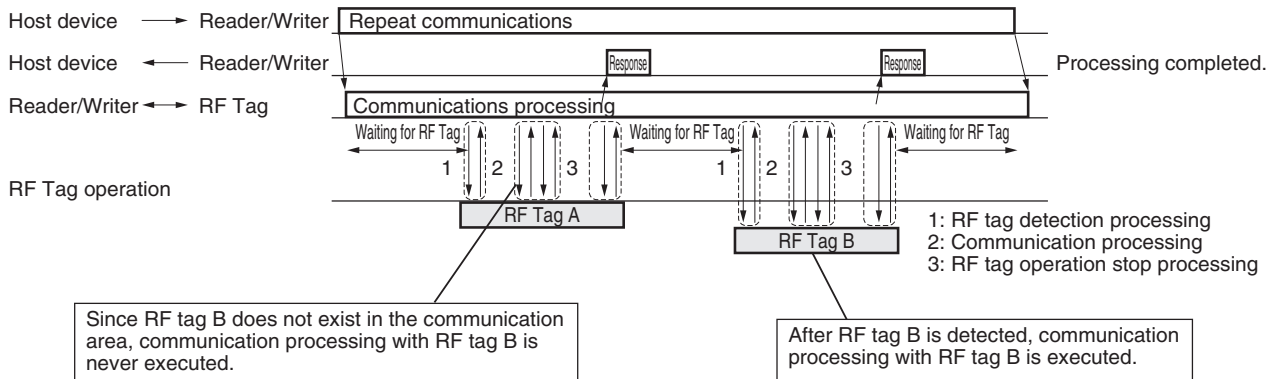 Host device → Reader/Writer Repeat communications
Host device ← Reader/Writer Response Response Processing completed.
Reader/Writer ↔ RF Tag Communications processing
Waiting for RF Tag Waiting for RF Tag Waiting for RF Tag
1 2 3 1 2 3
RF Tag operation
RF Tag A
RF Tag B
1: RF tag detection processing
2: Communication processing
3: RF tag operation stop processing
Since RF tag B does not exist in the communication
area, communication processing with RF tag B is
never executed.
After RF tag B is detected, communication
processing with RF tag B is executed.